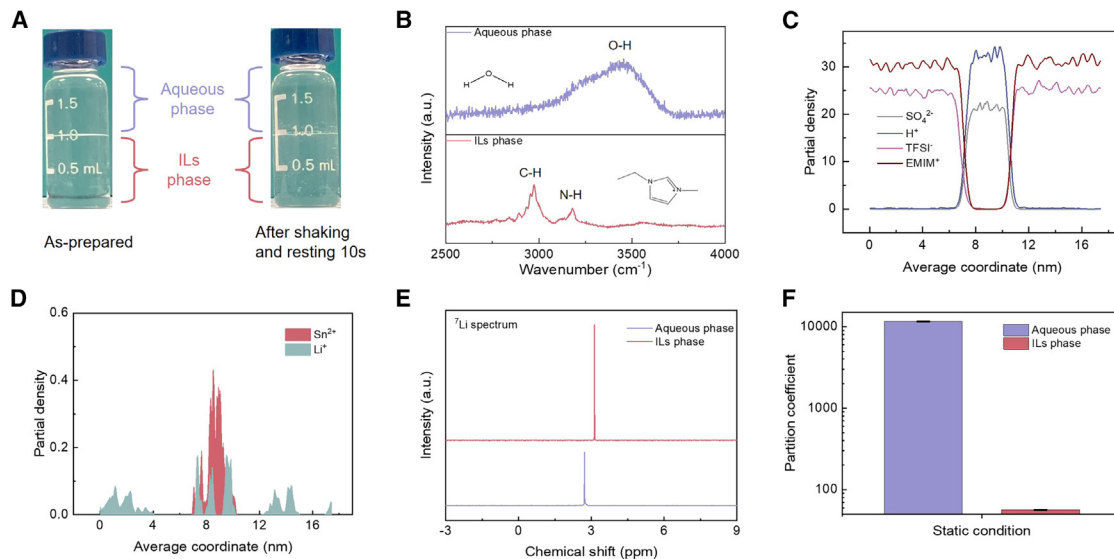 A
1.5
1.0
0.5 mL
As-prepared
Aqueous
phase
ILs
phase
1.5
1.0
0.5 mL
After shaking
and resting 10s
B
Aqueous phase
O-H
H
O
H
ILs phase
C-H
N-H
N
N
+
Intensity (a.u.)
2500
3000
3500
4000
Wavenumber (cm⁻¹)
C
30
20
10
0
SO₄²⁻
H⁺
TFSI⁻
EMIM⁺
Partial density
0
4
8
12
16
Average coordinate (nm)
D
0.6
0.4
0.2
0.0
Sn²⁺
Li⁺
Partial density
0
4
8
12
16
Average coordinate (nm)
E
⁷Li spectrum
Aqueous phase
ILs phase
Intensity (a.u.)
-3
0
3
6
9
Chemical shift (ppm)
F
10000
1000
100
Aqueous phase
ILs phase
Partition coefficient
Static condition